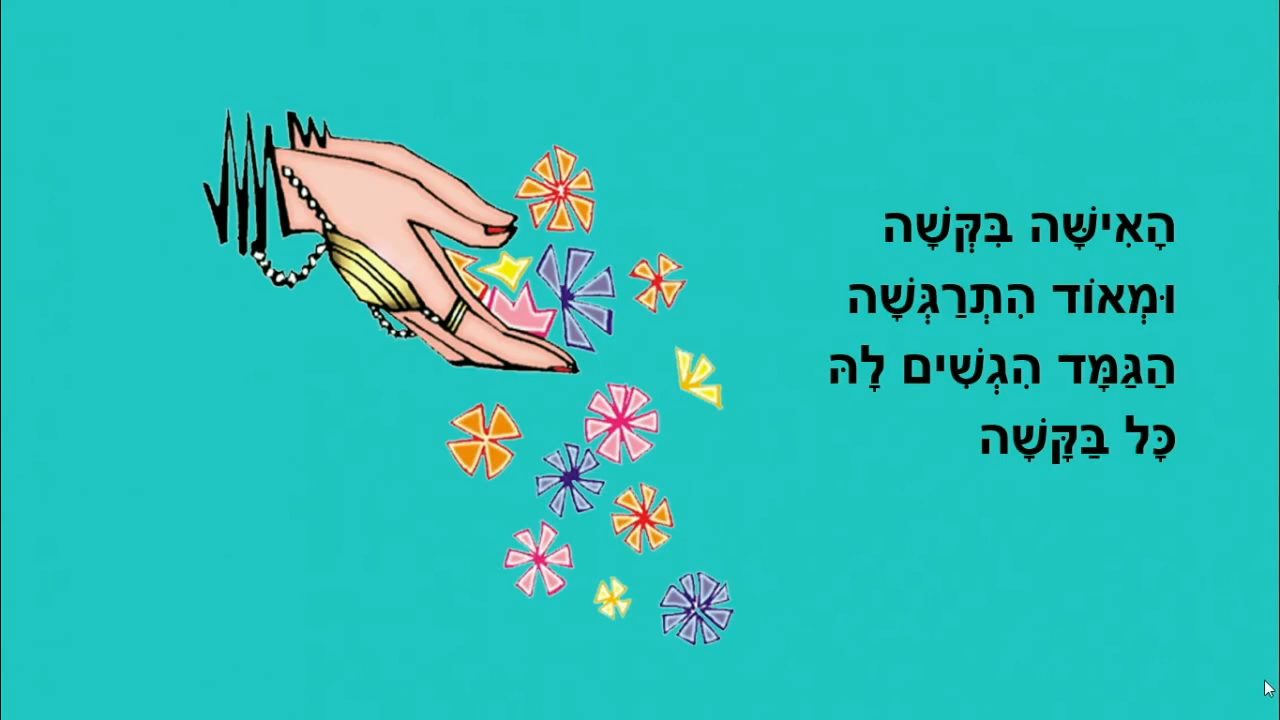 הָאִישָּׁה בִּקְּשָׁה
וּמְאוֹד הִתְרַגְּשָׁה
הַגַּמָּד הִגְשִׁים לָהּ
כָּל בַּקָּשָׁה